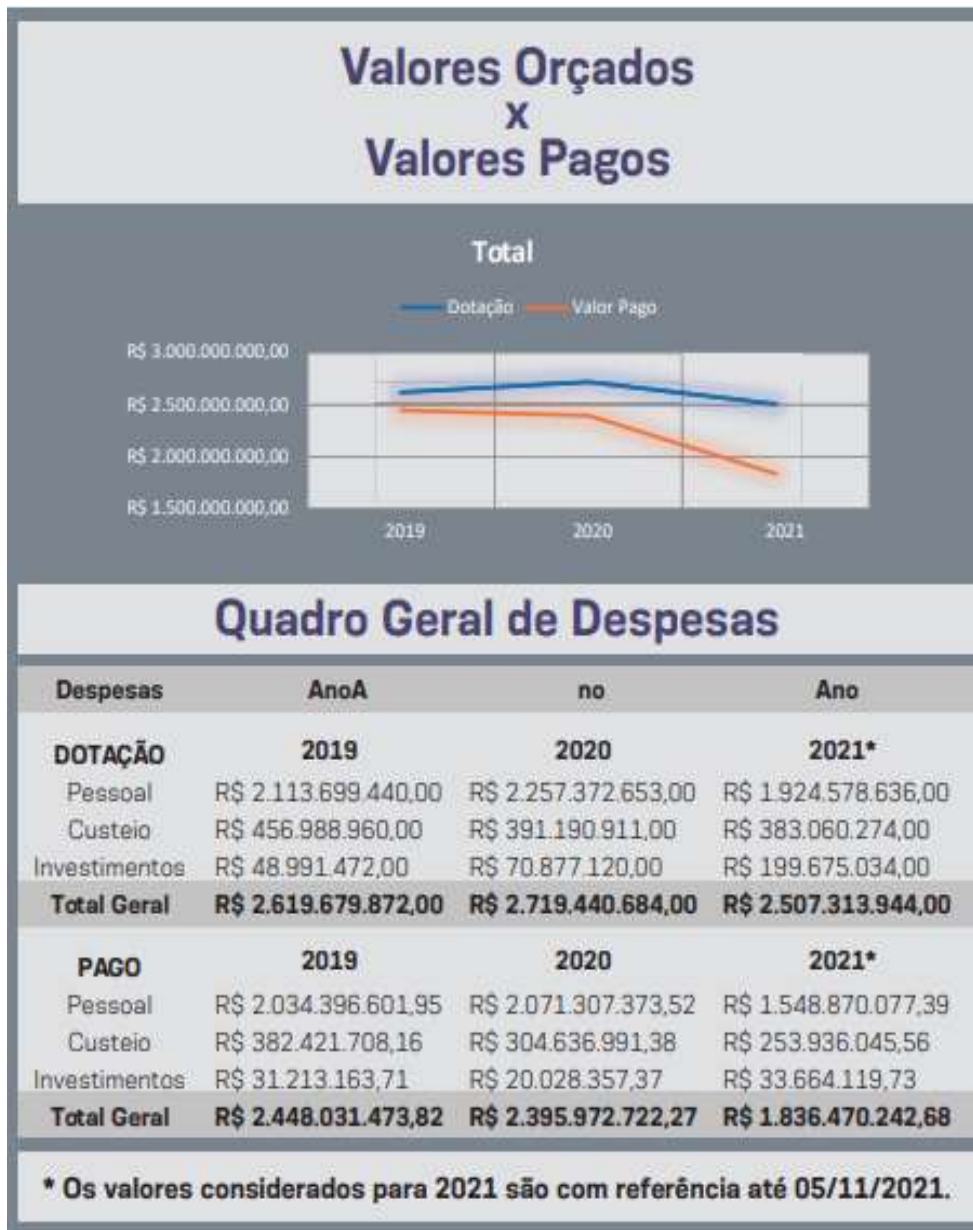 Valores Orçados
x
Valores Pagos
Total
Dotação Valor Pago
R$ 3.000.000.000,00
R$ 2.500.000.000,00
R$ 2.000.000.000,00
R$ 1.500.000.000,00
2019 2020 2021
Quadro Geral de Despesas
Despesas AnoA no Ano
DOTAÇÃO 2019 2020 2021*
Pessoal R$ 2.113.699.440,00 R$ 2.257.372.653,00 R$ 1.924.578.636,00
Custeio R$ 456.988.960,00 R$ 391.190.911,00 R$ 383.060.274,00
Investimentos R$ 48.991.472,00 R$ 70.877.120,00 R$ 199.675.034,00
Total Geral R$ 2.619.679.872,00 R$ 2.719.440.684,00 R$ 2.507.313.944,00
PAGO 2019 2020 2021*
Pessoal R$ 2.034.396.601,95 R$ 2.071.307.373,52 R$ 1.548.870.077,39
Custeio R$ 382.421.708,16 R$ 304.636.991,38 R$ 253.936.045,56
Investimentos R$ 31.213.163,71 R$ 20.028.357,37 R$ 33.664.119,73
Total Geral R$ 2.448.031.473,82 R$ 2.395.972.722,27 R$ 1.836.470.242,68
* Os valores considerados para 2021 são com referência até 05/11/2021.